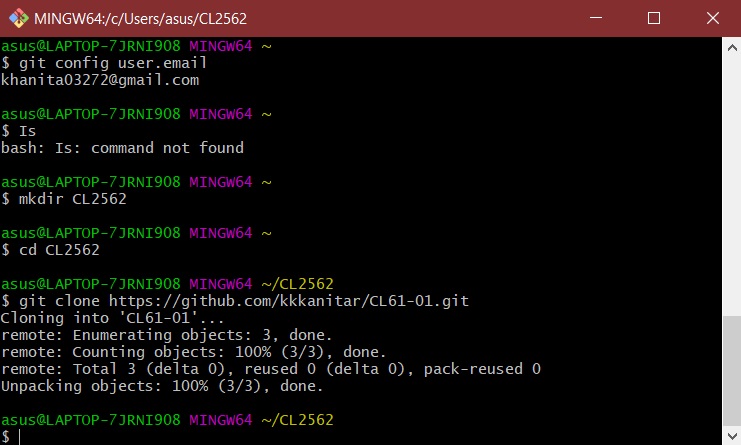 MINGW64:/c/Users/asus/CL2562
asus@LAPTOP-7JRNI908 MINGW64 ~
$ git config user.email
khanita03272@gmail.com
asus@LAPTOP-7JRNI908 MINGW64 ~
$ Is
bash: Is: command not found
asus@LAPTOP-7JRNI908 MINGW64 ~
$ mkdir CL2562
asus@LAPTOP-7JRNI908 MINGW64 ~
$ cd CL2562
asus@LAPTOP-7JRNI908 MINGW64 ~/CL2562
$ git clone https://github.com/kkkanitar/CL61-01.git
Cloning into 'CL61-01'...
remote: Enumerating objects: 3, done.
remote: Counting objects: 100% (3/3), done.
remote: Total 3 (delta 0), reused 0 (delta 0), pack-reused 0
Unpacking objects: 100% (3/3), done.
asus@LAPTOP-7JRNI908 MINGW64 ~/CL2562
$